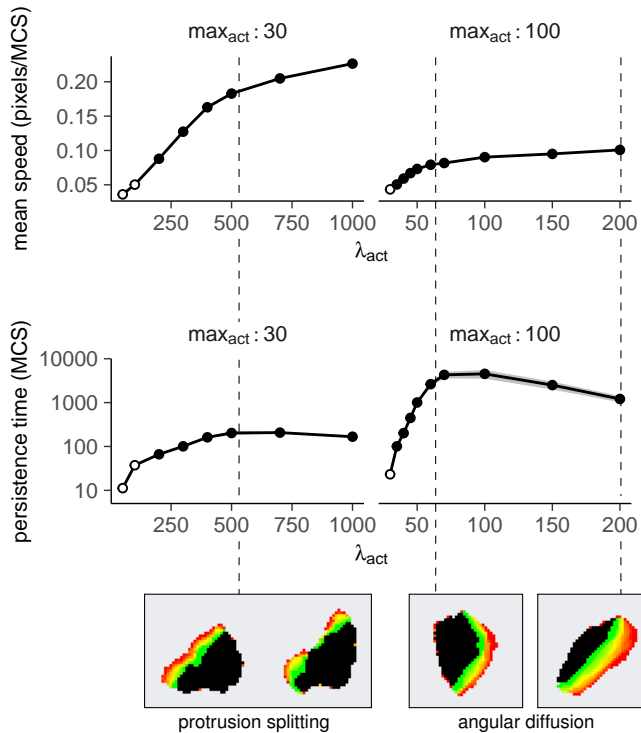 max_act : 30 max_act : 100
mean speed (pixels/MCS)
0.20
0.15
0.10
0.05
250 500 750 1000 50 100 150 200
λ_act
max_act : 30 max_act : 100
persistence time (MCS)
10000
1000
100
10
250 500 750 1000 50 100 150 200
λ_act
protrusion splitting angular diffusion